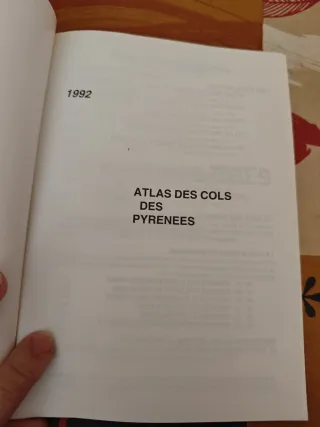 1992
ATLAS DES COLS
DES
PYRENEES